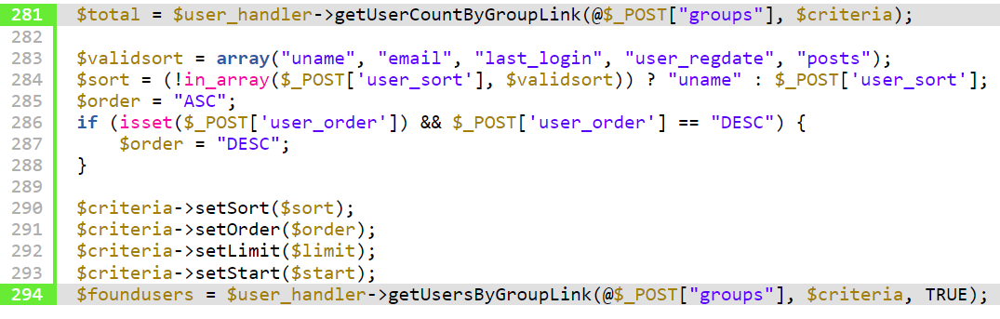 281 $total = $user_handler->getUserCountByGroupLink(@$_POST["groups"], $criteria);
282
283 $validsort = array("uname", "email", "last_login", "user_regdate", "posts");
284 $sort = (!in_array($_POST['user_sort'], $validsort)) ? "uname" : $_POST['user_sort'];
285 $order = "ASC";
286 if (isset($_POST['user_order']) && $_POST['user_order'] == "DESC") {
287     $order = "DESC";
288 }
289
290 $criteria->setSort($sort);
291 $criteria->setOrder($order);
292 $criteria->setLimit($limit);
293 $criteria->setStart($start);
294 $foundusers = $user_handler->getUsersByGroupLink(@$_POST["groups"], $criteria, TRUE);